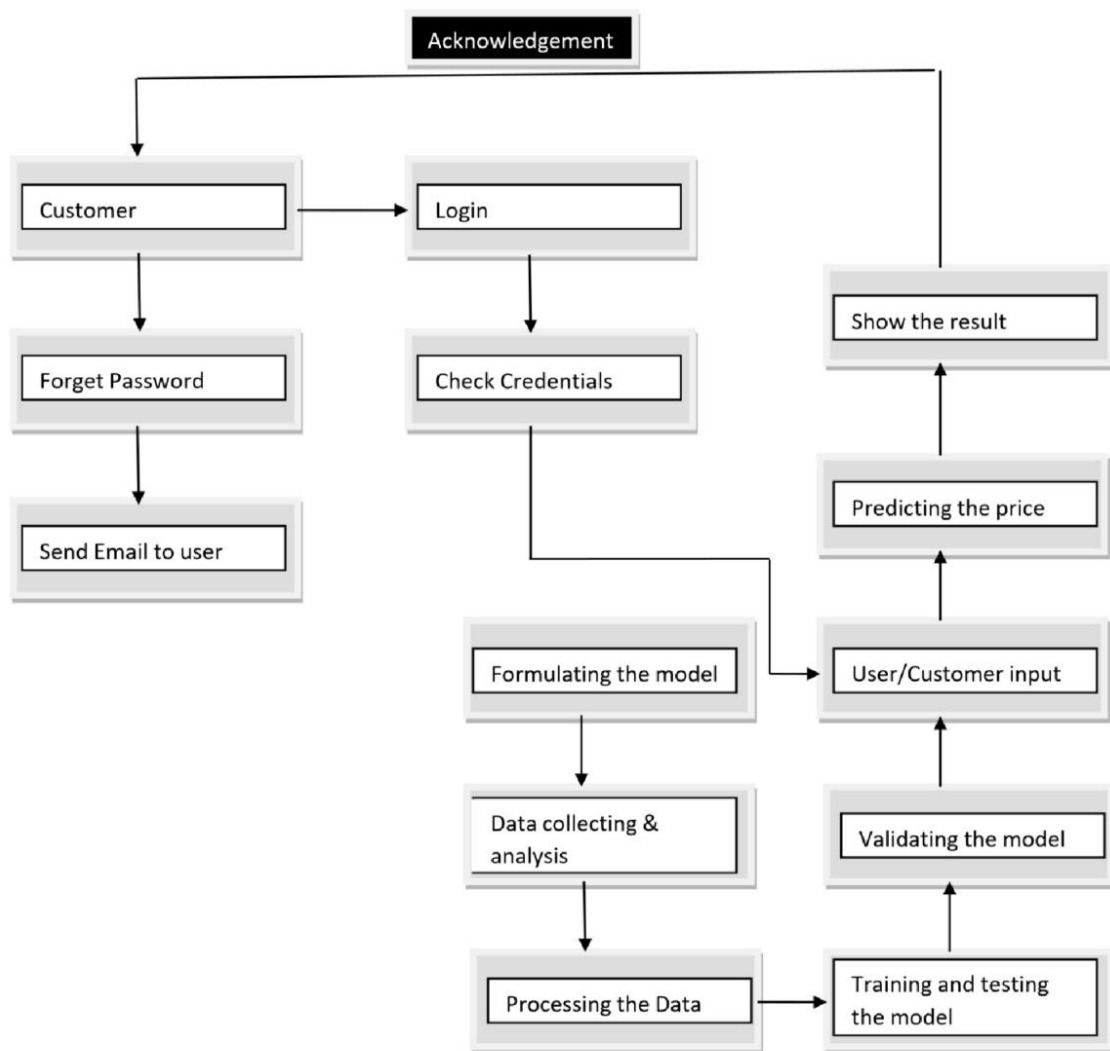 Acknowledgement
Customer
Login
Show the result
Forget Password
Check Credentials
Predicting the price
Send Email to user
Formulating the model
User/Customer input
Data collecting &
analysis
Validating the model
Processing the Data
Training and testing
the model